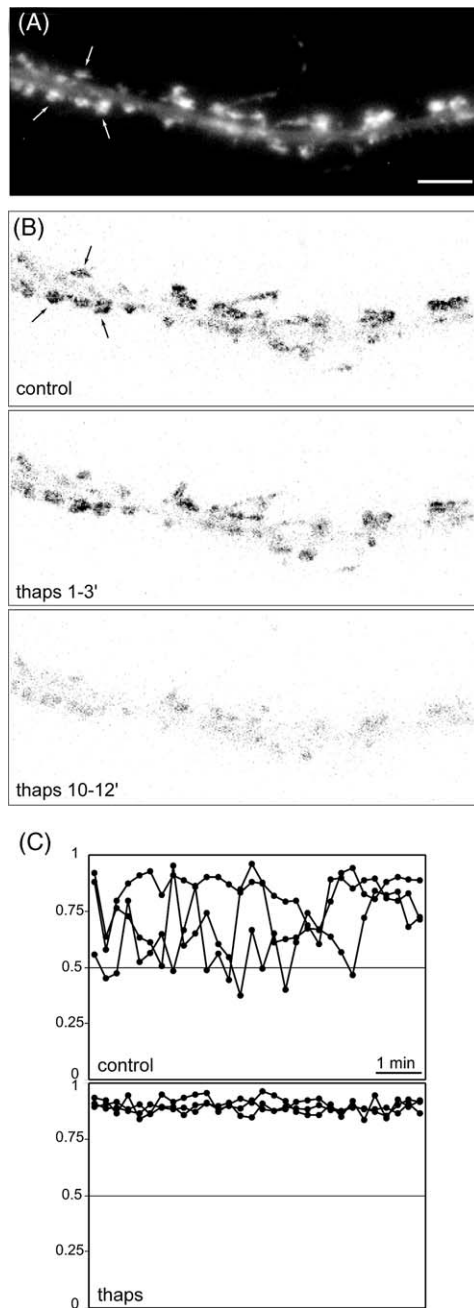 (A)
(B)
control
thaps 1-3'
thaps 10-12'
(C)
1
0.75
0.5
0.25
0
control
1 min
1
0.75
0.5
0.25
0
thaps